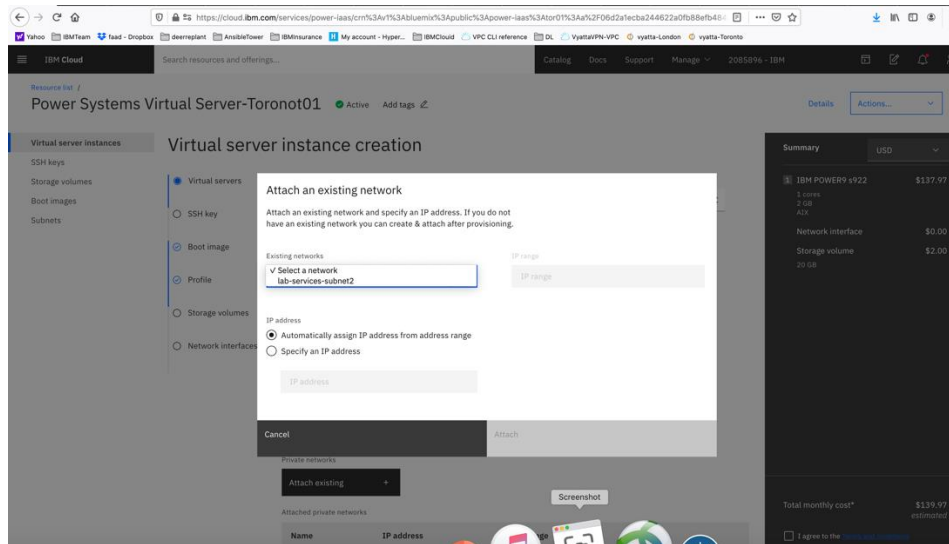 https://cloud.ibm.com/services/power-iaas/crn%3Av1%3Abluemix%3Apublic%3Apower-iaas%3Ator01%3Aa%2F06d2a1ecba244622a0fb88efb48
Yahoo IBMTeam faad - Dropbox deerreplant AnsibleTower IBMinsurance My account - Hyper... IBMClouid VPC CLI reference DL VyattaVPN-VPC vyatta-London vyatta-Toronto
IBM Cloud Search resources and offerings... Catalog Docs Support Manage 2085896 - IBM
Resource list /
Power Systems Virtual Server-Toronot01 Active Add tags Details Actions...
Virtual server instances
SSH keys
Storage volumes
Boot images
Subnets
Virtual server instance creation
Virtual servers
SSH key
Boot image
Profile
Storage volumes
Network interfaces
Attach an existing network
Attach an existing network and specify an IP address. If you do not
have an existing network you can create & attach after provisioning.
Existing networks
Select a network
lab-services-subnet2
IP range
IP range
IP address
Automatically assign IP address from address range
Specify an IP address
IP address
Cancel Attach
Private networks
Attach existing +
Attached private networks
Name IP address
Screenshot
Summary USD
1 IBM POWER9 s922 $137.97
1 cores
2 GB
AIX
Network interface $0.00
Storage volume $2.00
20 GB
Total monthly cost* $139.97
estimated
I agree to the